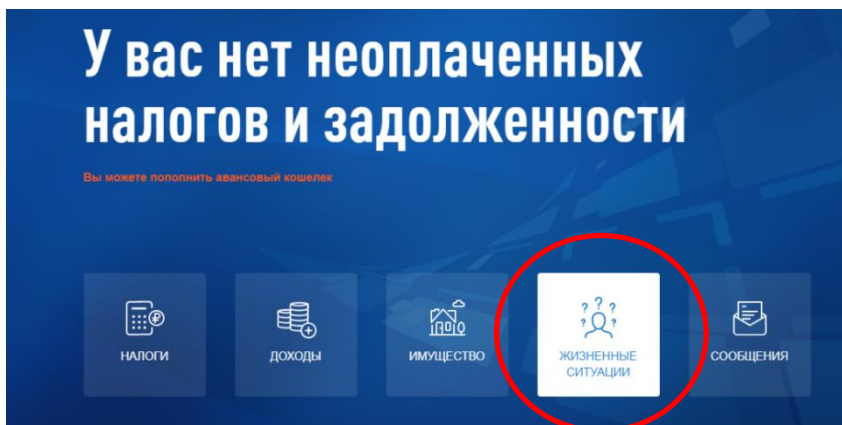 У вас нет неоплаченных
налогов и задолженности
Вы можете пополнить авансовый кошелек
НАЛОГИ
ДОХОДЫ
ИМУЩЕСТВО
ЖИЗНЕННЫЕ
СИТУАЦИИ
СООБЩЕНИЯ